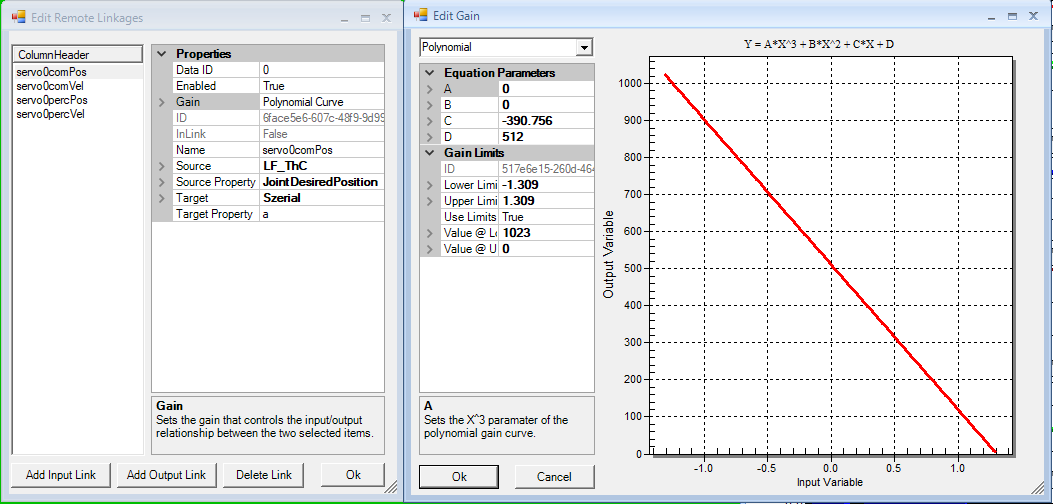 Edit Remote Linkages
ColumnHeader
servo0comPos
servo0comVel
servo0percPos
servo0percVel
Properties
Data ID 0
Enabled True
Gain Polynomial Curve
ID 6face5e6-607c-48f9-9d99
InLink False
Name servo0comPos
Source LF_ThC
Source Property JointDesiredPosition
Target Szerial
Target Property a
Gain
Sets the gain that controls the input/output
relationship between the two selected items.
Add Input Link Add Output Link Delete Link Ok
Edit Gain
Polynomial
Equation Parameters
A 0
B 0
C -390.756
D 512
Gain Limits
ID 517e6e15-260d-464
Lower Limi -1.309
Upper Limi 1.309
Use Limits True
Value @ L 1023
Value @ U 0
A
Sets the X^3 paramater of the
polynomial gain curve.
Ok Cancel
Y = A*X^3 + B*X^2 + C*X + D
Output Variable
1000
900
800
700
600
500
400
300
200
100
0
-1.0 -0.5 0.0 0.5 1.0
Input Variable